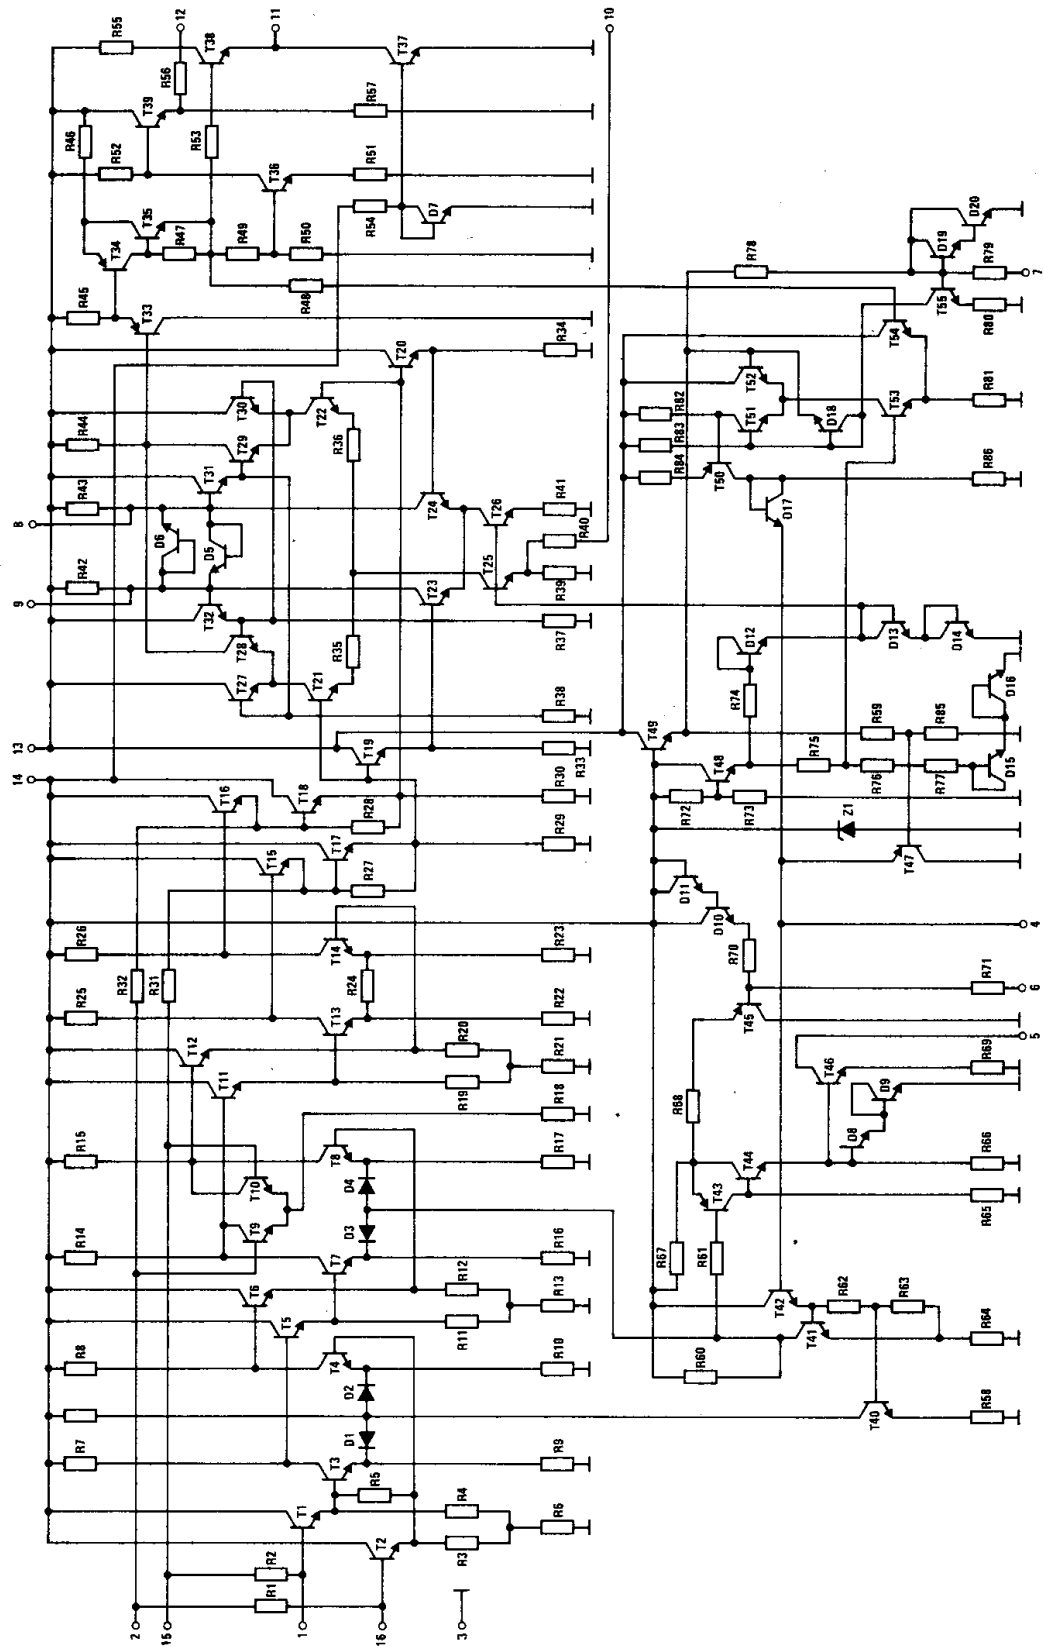 14
13
9
8
R7
R8
R14
R15
R25
R26
R42
R43
R44
R45
R46
R52
R55
2
15
R32
R31
12
R56
T12
T11
T16
T15
D6
D5
T31
T33
T34
T35
R47
T39
T38
R53
R1
R2
T6
T5
T10
T9
T32
T28
T27
T29
T30
R49
T36
11
1
R50
R48
T1
T3
T4
T7
T8
T13
T14
T18
T17
T21
T22
16
T2
D1
D2
D3
D4
R5
R24
R28
R27
T19
R35
R36
T20
R54
D7
R51
R57
T37
T23
T24
3
R3
R4
R11
R12
R19
R20
T25
T26
R6
R9
R10
R13
R16
R17
R18
R21
R22
R23
R29
R30
R33
R38
R37
R39
R40
R41
R34
10
R60
R67
R61
R68
T43
T44
T45
R70
D10
D11
R72
T48
R73
T49
R74
D12
R84
R83
R82
T50
T51
T52
R78
T42
T41
R62
D17
D18
Z1
R75
T40
R63
D8
D9
T46
T47
R76
R59
R77
R85
D13
D14
T53
T54
T55
D19
D20
R58
R64
R65
R66
R69
R71
D15
D16
R86
R81
R80
R79
5
6
4
7